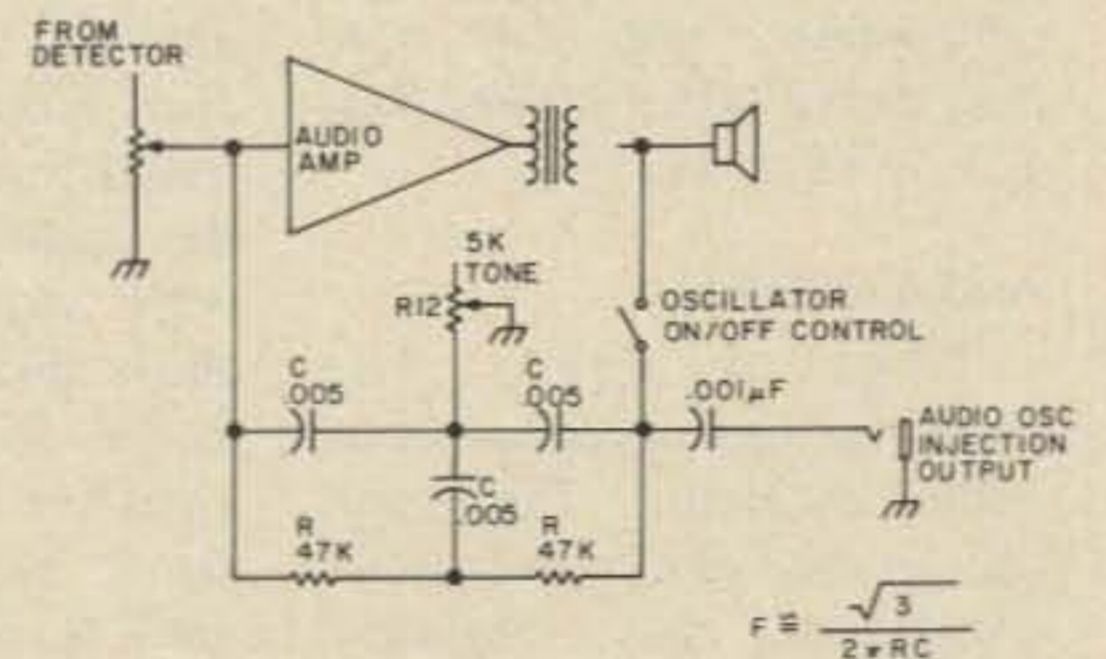 FROM
DETECTOR
AUDIO
AMP
5K
TONE
R12
OSCILLATOR
ON/OFF CONTROL
C
.005
C
.005
.001μF
AUDIO OSC
INJECTION
OUTPUT
C
.005
R
47K
R
47K
F ≅ √3 / 2πRC